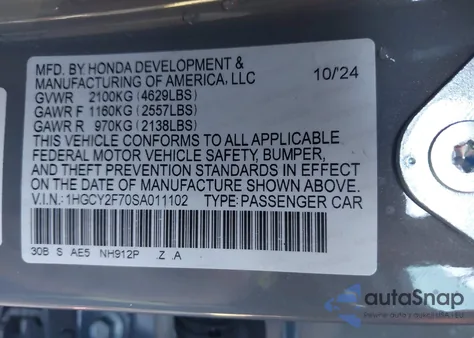 MFD. BY HONDA DEVELOPMENT &
MANUFACTURING OF AMERICA, LLC 10/24
GVWR 2100KG (4629LBS)
GAWR F 1160KG (2557LBS)
GAWR R 970KG (2138LBS)
THIS VEHICLE CONFORMS TO ALL APPLICABLE
FEDERAL MOTOR VEHICLE SAFETY, BUMPER,
AND THEFT PREVENTION STANDARDS IN EFFECT
ON THE DATE OF MANUFACTURE SHOWN ABOVE.
V.I.N.: 1HGCY2F70SA011102 TYPE: PASSENGER CAR
30B S AE5 NH912P .Z .A
autoSnap